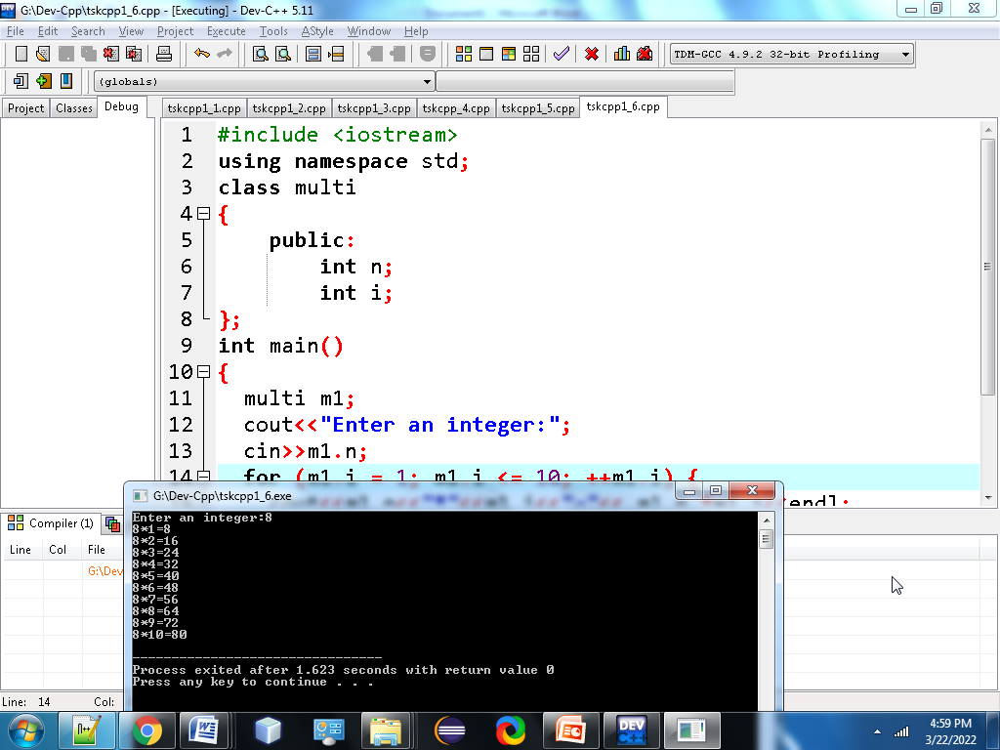 G:\Dev-Cpp\tskcpp1_6.cpp - [Executing] - Dev-C++ 5.11
File Edit Search View Project Execute Tools AStyle Window Help
TDM-GCC 4.9.2 32-bit Profiling
(globals)
Project Classes Debug
tskcpp1_1.cpp tskcpp1_2.cpp tskcpp1_3.cpp tskcpp_4.cpp tskcpp1_5.cpp tskcpp1_6.cpp
1 #include <iostream>
2 using namespace std;
3 class multi
4 {
5 public:
6 int n;
7 int i;
8 };
9 int main()
10 {
11 multi m1;
12 cout<<"Enter an integer:";
13 cin>>m1.n;
14 for (m1.i = 1; m1.i <= 10; ++m1.i) {
endl;
Compiler (1)
Line Col File
G:\Dev
Line: 14 Col:
G:\Dev-Cpp\tskcpp1_6.exe
Enter an integer:8
8*1=8
8*2=16
8*3=24
8*4=32
8*5=40
8*6=48
8*7=56
8*8=64
8*9=72
8*10=80
--------------------------------
Process exited after 1.623 seconds with return value 0
Press any key to continue . . .
DEV
C++
4:59 PM
3/22/2022